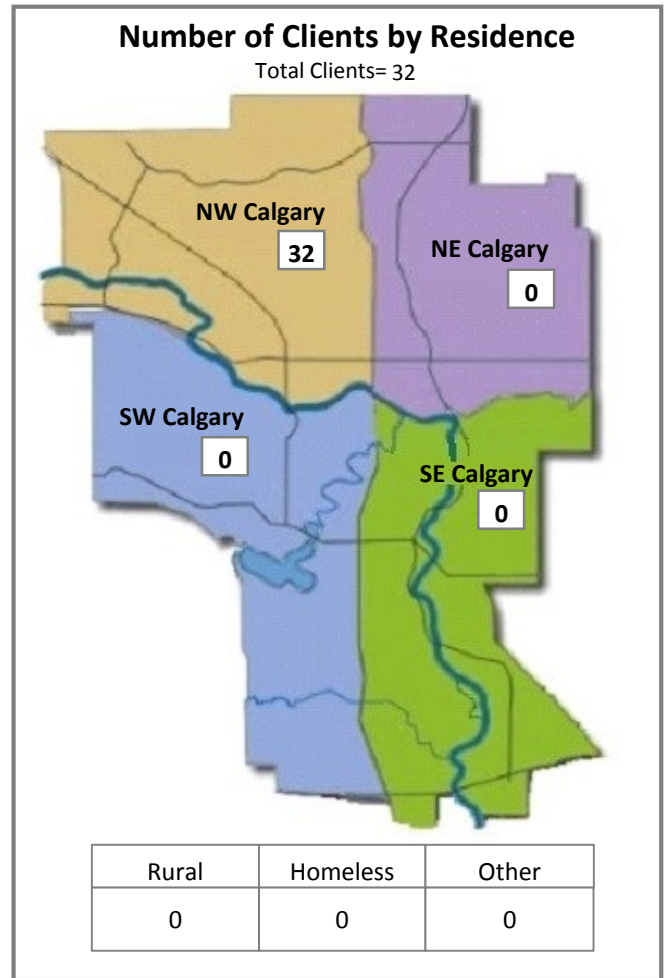 Number of Clients by Residence
Total Clients= 32
NW Calgary
32
NE Calgary
0
SW Calgary
0
SE Calgary
0
Rural Homeless Other
0 0 0